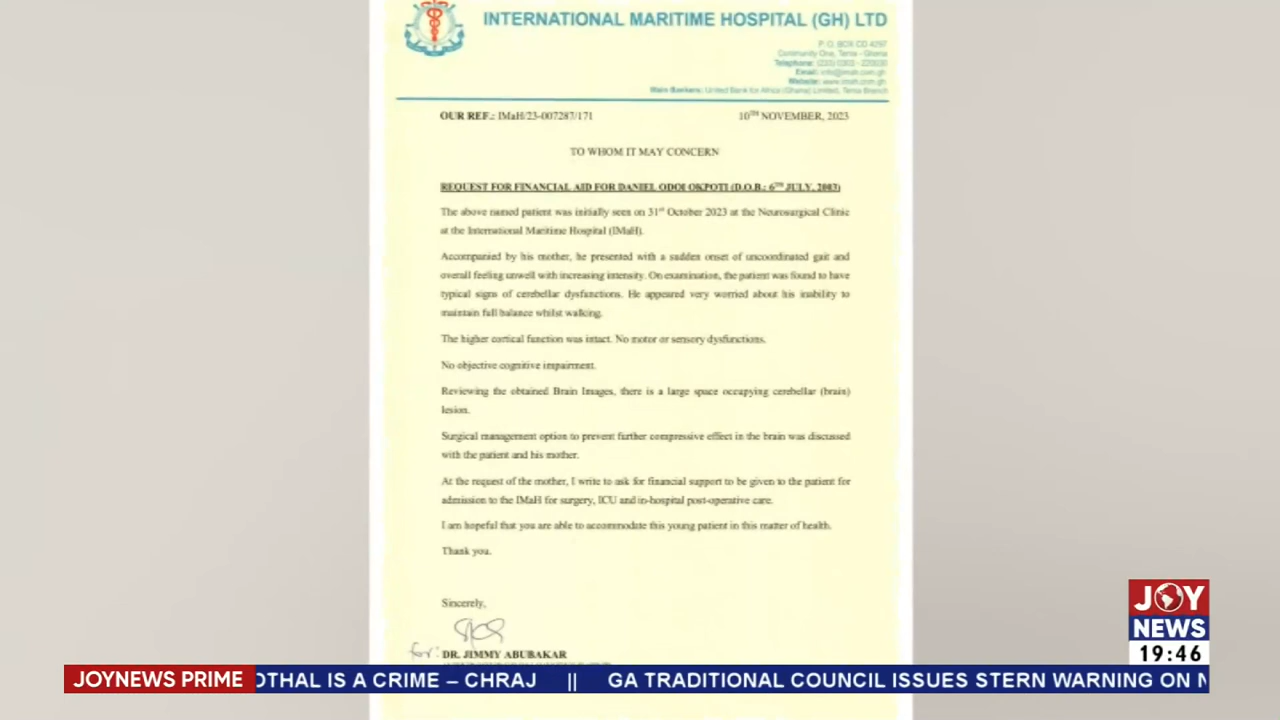 INTERNATIONAL MARITIME HOSPITAL (GH) LTD
P. O. BOX CO 4297
Community One, Tema - Ghana
Telephone: (233) 0303 - 220030
Email: info@imah.com.gh
Website: www.imah.com.gh
Main Bankers: United Bank for Africa (Ghana) Limited, Tema Branch
OUR REF.: IMaH/23-007287/171 10TH NOVEMBER, 2023
TO WHOM IT MAY CONCERN
REQUEST FOR FINANCIAL AID FOR DANIEL ODOI OKPOTI (D.O.B.: 6TH JULY, 2003)
The above named patient was initially seen on 31st October 2023 at the Neurosurgical Clinic
at the International Maritime Hospital (IMaH).
Accompanied by his mother, he presented with a sudden onset of uncoordinated gait and
overall feeling unwell with increasing intensity. On examination, the patient was found to have
typical signs of cerebellar dysfunctions. He appeared very worried about his inability to
maintain full balance whilst walking.
The higher cortical function was intact. No motor or sensory dysfunctions.
No objective cognitive impairment.
Reviewing the obtained Brain Images, there is a large space occupying cerebellar (brain)
lesion.
Surgical management option to prevent further compressive effect in the brain was discussed
with the patient and his mother.
At the request of the mother, I write to ask for financial support to be given to the patient for
admission to the IMaH for surgery, ICU and in-hospital post-operative care.
I am hopeful that you are able to accommodate this young patient in this matter of health.
Thank you.
Sincerely,
for: DR. JIMMY ABUBAKAR
JOY
NEWS
19:46
JOYNEWS PRIME OTHAL IS A CRIME – CHRAJ || GA TRADITIONAL COUNCIL ISSUES STERN WARNING ON N